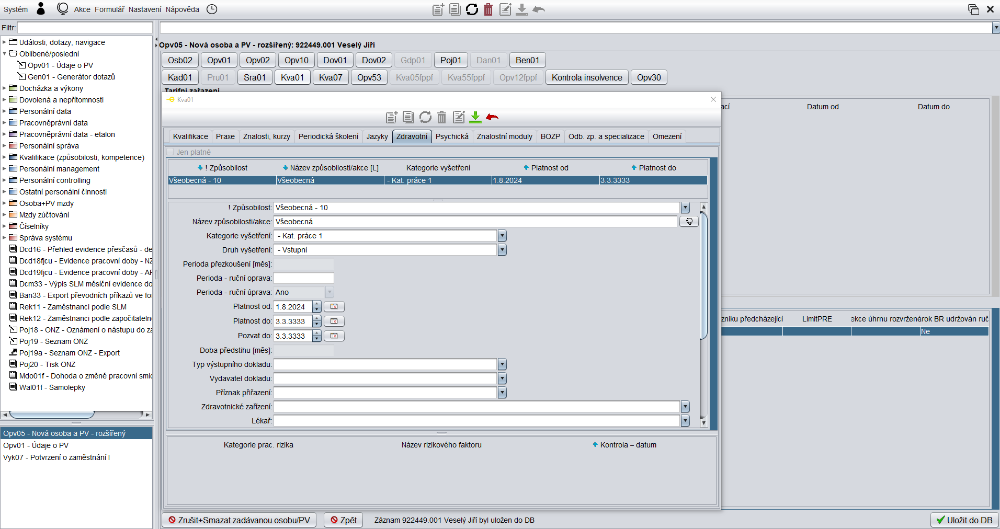 Systém Akce Formulář Nastavení Nápověda
Filtr:
Události, dotazy, navigace
Oblíbené/poslední
Opv01 - Údaje o PV
Gen01 - Generátor dotazů
Docházka a výkony
Dovolená a nepřítomnosti
Personální data
Pracovněprávní data
Pracovněprávní data - etalon
Personální správa
Kvalifikace (způsobilosti, kompetence)
Personální management
Personální controlling
Ostatní personální činnosti
Osoba+PV mzdy
Mzdy zúčtování
Číselníky
Správa systému
Dcd16 - Přehled evidence přesčasů - de
Dcd18fjcu - Evidence pracovní doby - NZ
Dcd19fjcu - Evidence pracovní doby - AF
Dcm33 - Výpis SLM měsíční evidence do
Ban33 - Export převodních příkazů ve for
Rek11 - Zaměstnanci podle SLM
Rek12 - Zaměstnanci podle započitatelné
Poj18 - ONZ - Oznámení o nástupu do za
Poj19 - Seznam ONZ
Poj19a - Seznam ONZ - Export
Poj20 - Tisk ONZ
Mdo01f - Dohoda o změně pracovní smlo
Wal01f - Samolepky
Opv05 - Nová osoba a PV - rozšířený
Opv01 - Údaje o PV
Vyk07 - Potvrzení o zaměstnání I
Opv05 - Nová osoba a PV - rozšířený: 922449.001 Veselý Jiří
Osb02 Opv01 Opv02 Opv10 Dov01 Dov02 Gdp01 Poj01 Dan01 Ben01
Kad01 Pru01 Sra01 Kva01 Kva07 Opv53 Kva05fppf Kva55fppf Opv12fppf Kontrola insolvence Opv30
Tarifní zařazení
ací Datum od Datum do
Kva01
Kvalifikace Praxe Znalosti, kurzy Periodická školení Jazyky Zdravotní Psychická Znalostní moduly BOZP Odb. zp. a specializace Omezení
Jen platné
! Způsobilost Název způsobilosti/akce [L] Kategorie vyšetření Platnost od Platnost do
Všeobecná - 10 Všeobecná - Kat. práce 1 1.8.2024 3.3.3333
! Způsobilost: Všeobecná - 10
Název způsobilosti/akce: Všeobecná
Kategorie vyšetření: - Kat. práce 1
Druh vyšetření: - Vstupní
Perioda přezkoušení [měs]:
Perioda - ruční oprava:
Perioda - ruční úprava: Ano
Platnost od: 1.8.2024
Platnost do: 3.3.3333
Pozvat do: 3.3.3333
Doba předstihu [měs]:
Typ výstupního dokladu:
Vydavatel dokladu:
Příznak přiřazení:
Zdravotnické zařízení:
Lékař:
Kategorie prac. rizika Název rizikového faktoru Kontrola – datum
zniku předcházející LimitPRE ekce úhrnu rozvržené rok BR udržován ruč
Ne
Zrušit+Smazat zadávanou osobu/PV Zpět Záznam 922449.001 Veselý Jiří byl uložen do DB Uložit do DB